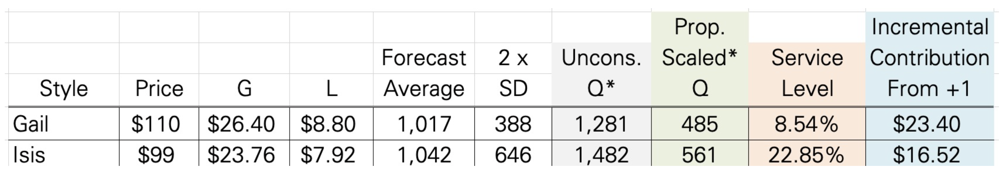 Prop. Incremental
Forecast 2 x Uncons. Scaled* Service Contribution
Style Price G L Average SD Q* Q Level From +1
Gail $110 $26.40 $8.80 1,017 388 1,281 485 8.54% $23.40
Isis $99 $23.76 $7.92 1,042 646 1,482 561 22.85% $16.52